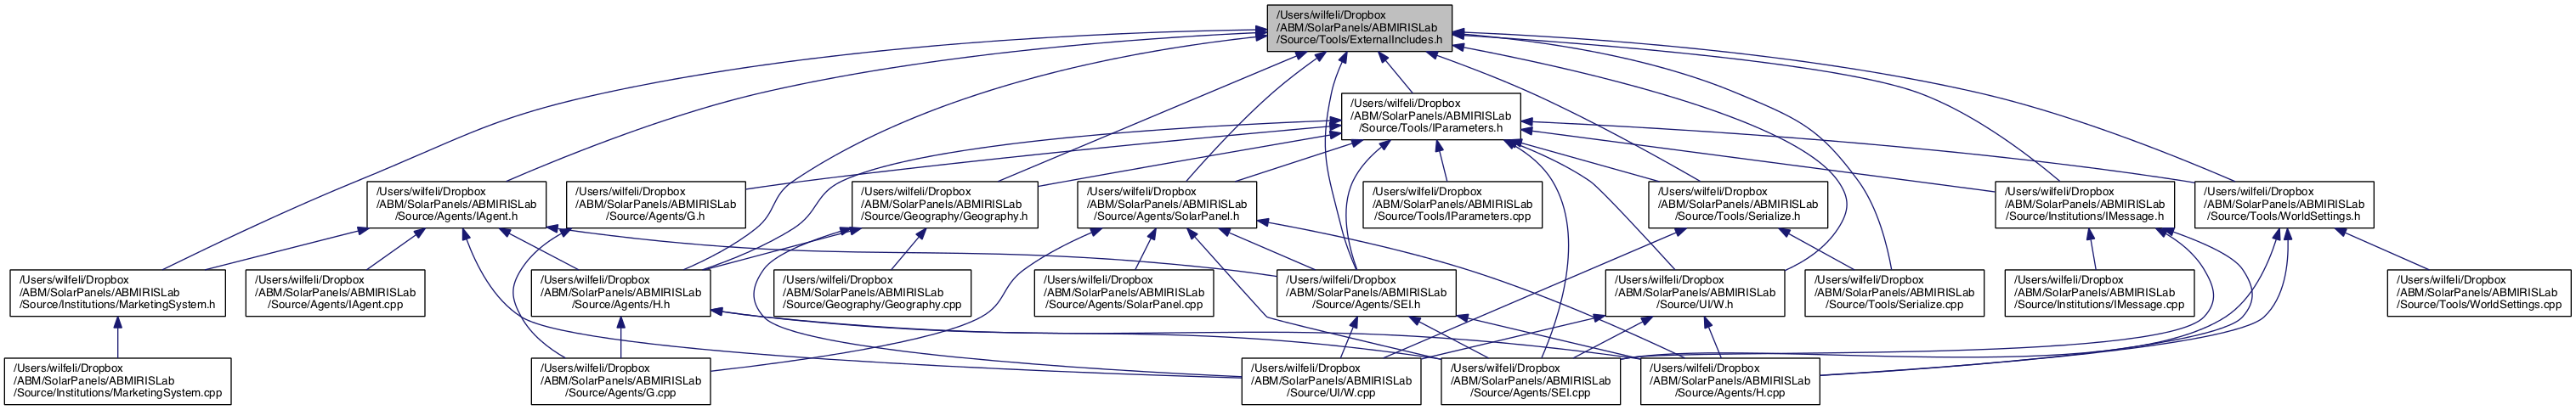 /Users/wilfeli/Dropbox
/ABM/SolarPanels/ABMIRISLab
/Source/Tools/ExternalIncludes.h
/Users/wilfeli/Dropbox
/ABM/SolarPanels/ABMIRISLab
/Source/Tools/IParameters.h
/Users/wilfeli/Dropbox
/ABM/SolarPanels/ABMIRISLab
/Source/Agents/IAgent.h
/Users/wilfeli/Dropbox
/ABM/SolarPanels/ABMIRISLab
/Source/Agents/G.h
/Users/wilfeli/Dropbox
/ABM/SolarPanels/ABMIRISLab
/Source/Geography/Geography.h
/Users/wilfeli/Dropbox
/ABM/SolarPanels/ABMIRISLab
/Source/Agents/SolarPanel.h
/Users/wilfeli/Dropbox
/ABM/SolarPanels/ABMIRISLab
/Source/Tools/IParameters.cpp
/Users/wilfeli/Dropbox
/ABM/SolarPanels/ABMIRISLab
/Source/Tools/Serialize.h
/Users/wilfeli/Dropbox
/ABM/SolarPanels/ABMIRISLab
/Source/Institutions/IMessage.h
/Users/wilfeli/Dropbox
/ABM/SolarPanels/ABMIRISLab
/Source/Tools/WorldSettings.h
/Users/wilfeli/Dropbox
/ABM/SolarPanels/ABMIRISLab
/Source/Institutions/MarketingSystem.h
/Users/wilfeli/Dropbox
/ABM/SolarPanels/ABMIRISLab
/Source/Agents/IAgent.cpp
/Users/wilfeli/Dropbox
/ABM/SolarPanels/ABMIRISLab
/Source/Agents/H.h
/Users/wilfeli/Dropbox
/ABM/SolarPanels/ABMIRISLab
/Source/Geography/Geography.cpp
/Users/wilfeli/Dropbox
/ABM/SolarPanels/ABMIRISLab
/Source/Agents/SolarPanel.cpp
/Users/wilfeli/Dropbox
/ABM/SolarPanels/ABMIRISLab
/Source/Agents/SEI.h
/Users/wilfeli/Dropbox
/ABM/SolarPanels/ABMIRISLab
/Source/UI/W.h
/Users/wilfeli/Dropbox
/ABM/SolarPanels/ABMIRISLab
/Source/Tools/Serialize.cpp
/Users/wilfeli/Dropbox
/ABM/SolarPanels/ABMIRISLab
/Source/Institutions/IMessage.cpp
/Users/wilfeli/Dropbox
/ABM/SolarPanels/ABMIRISLab
/Source/Tools/WorldSettings.cpp
/Users/wilfeli/Dropbox
/ABM/SolarPanels/ABMIRISLab
/Source/Institutions/MarketingSystem.cpp
/Users/wilfeli/Dropbox
/ABM/SolarPanels/ABMIRISLab
/Source/Agents/G.cpp
/Users/wilfeli/Dropbox
/ABM/SolarPanels/ABMIRISLab
/Source/UI/W.cpp
/Users/wilfeli/Dropbox
/ABM/SolarPanels/ABMIRISLab
/Source/Agents/SEI.cpp
/Users/wilfeli/Dropbox
/ABM/SolarPanels/ABMIRISLab
/Source/Agents/H.cpp